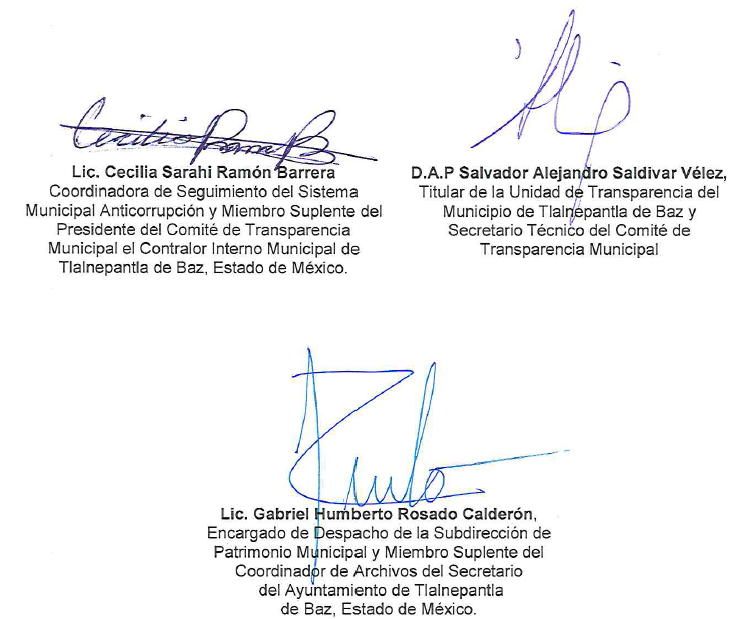 Cecilia Ramón B
Lic. Cecilia Sarahi Ramón Barrera
Coordinadora de Seguimiento del Sistema
Municipal Anticorrupción y Miembro Suplente del
Presidente del Comité de Transparencia
Municipal el Contralor Interno Municipal de
Tlalnepantla de Baz, Estado de México.
D.A.P Salvador Alejandro Saldivar Vélez,
Titular de la Unidad de Transparencia del
Municipio de Tlalnepantla de Baz y
Secretario Técnico del Comité de
Transparencia Municipal
Lic. Gabriel Humberto Rosado Calderón,
Encargado de Despacho de la Subdirección de
Patrimonio Municipal y Miembro Suplente del
Coordinador de Archivos del Secretario
del Ayuntamiento de Tlalnepantla
de Baz, Estado de México.